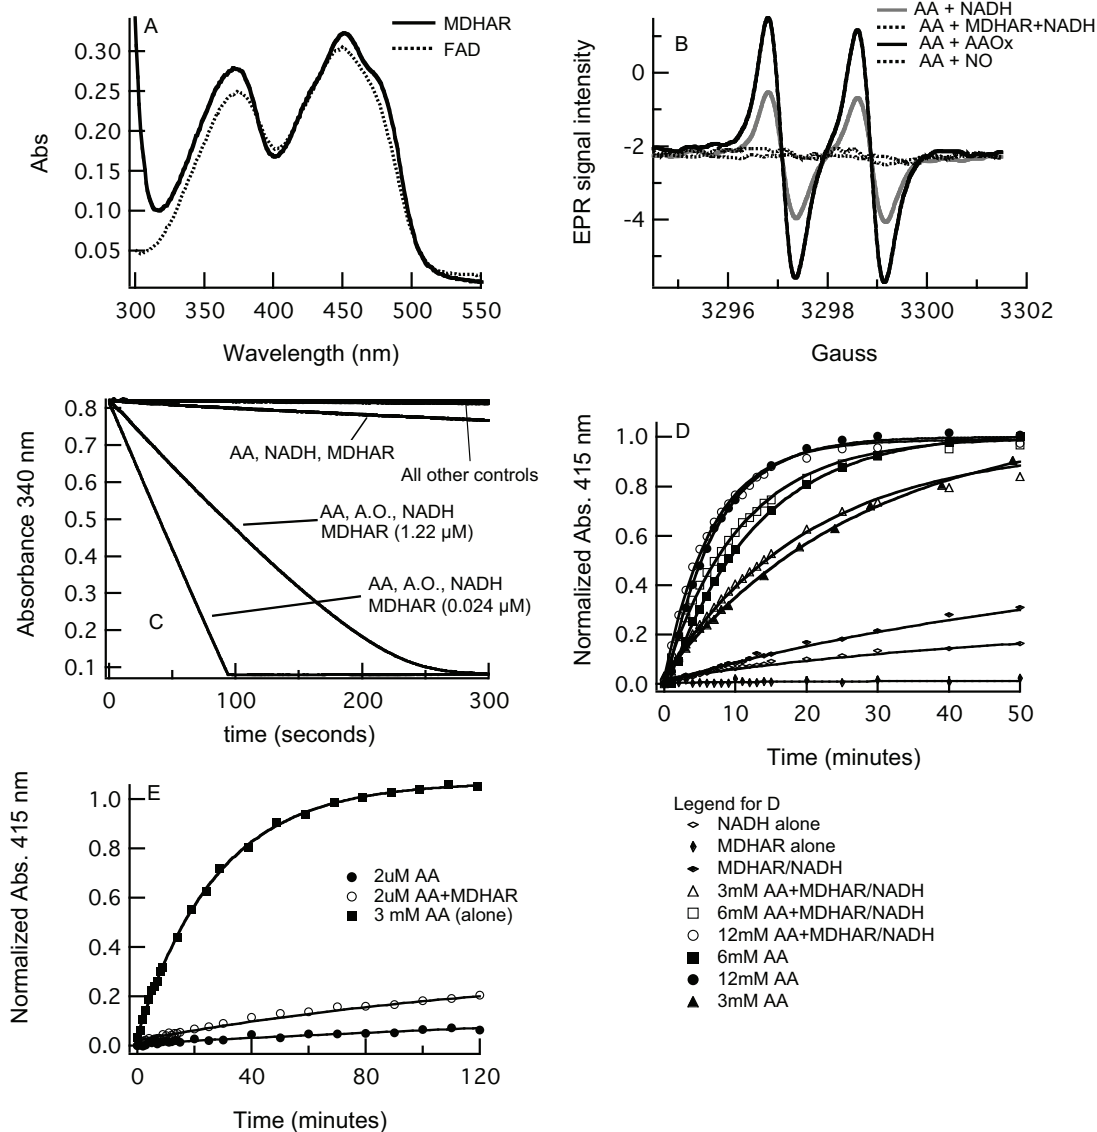 A
MDHAR
FAD
0.30
0.25
0.20
0.15
0.10
0.05
Abs
300 350 400 450 500 550
Wavelength (nm)
B
AA + NADH
AA + MDHAR+NADH
AA + AAOx
AA + NO
0
-2
-4
EPR signal intensity
3296 3298 3300 3302
Gauss
0.8
0.7
0.6
0.5
0.4
0.3
0.2
0.1
Absorbance 340 nm
AA, NADH, MDHAR
All other controls
AA, A.O., NADH
MDHAR (1.22 µM)
AA, A.O., NADH
MDHAR (0.024 µM)
C
0 100 200 300
time (seconds)
D
1.0
0.8
0.6
0.4
0.2
0.0
Normalized Abs. 415 nm
0 10 20 30 40 50
Time (minutes)
E
1.0
0.8
0.6
0.4
0.2
0.0
Normalized Abs. 415 nm
2uM AA
2uM AA+MDHAR
3 mM AA (alone)
0 40 80 120
Time (minutes)
Legend for D
NADH alone
MDHAR alone
MDHAR/NADH
3mM AA+MDHAR/NADH
6mM AA+MDHAR/NADH
12mM AA+MDHAR/NADH
6mM AA
12mM AA
3mM AA